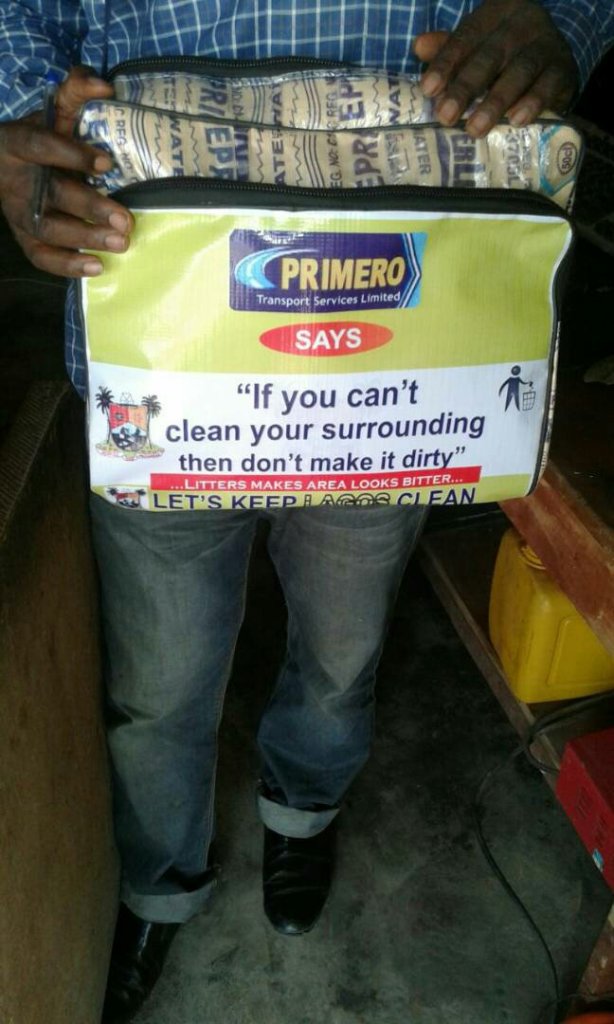 PRIMERO
Transport Services Limited
SAYS
“If you can’t
clean your surrounding
then don’t make it dirty”
...LITTERS MAKES AREA LOOKS BITTER...
LET’S KEEP LAGOS CLEAN